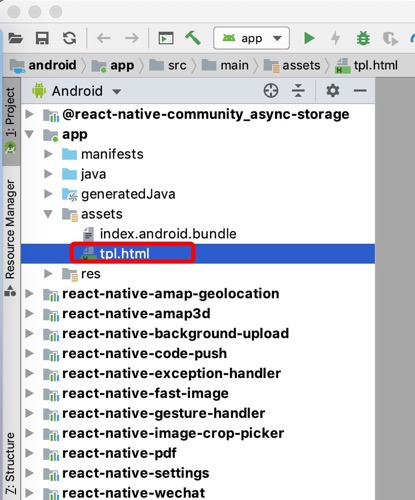 app
android app src main assets tpl.html
Android
@react-native-community_async-storage
app
manifests
java
generatedJava
assets
index.android.bundle
tpl.html
res
react-native-amap-geolocation
react-native-amap3d
react-native-background-upload
react-native-code-push
react-native-exception-handler
react-native-fast-image
react-native-gesture-handler
react-native-image-crop-picker
react-native-pdf
react-native-settings
react-native-wechat
1: Project
Resource Manager
Z: Structure